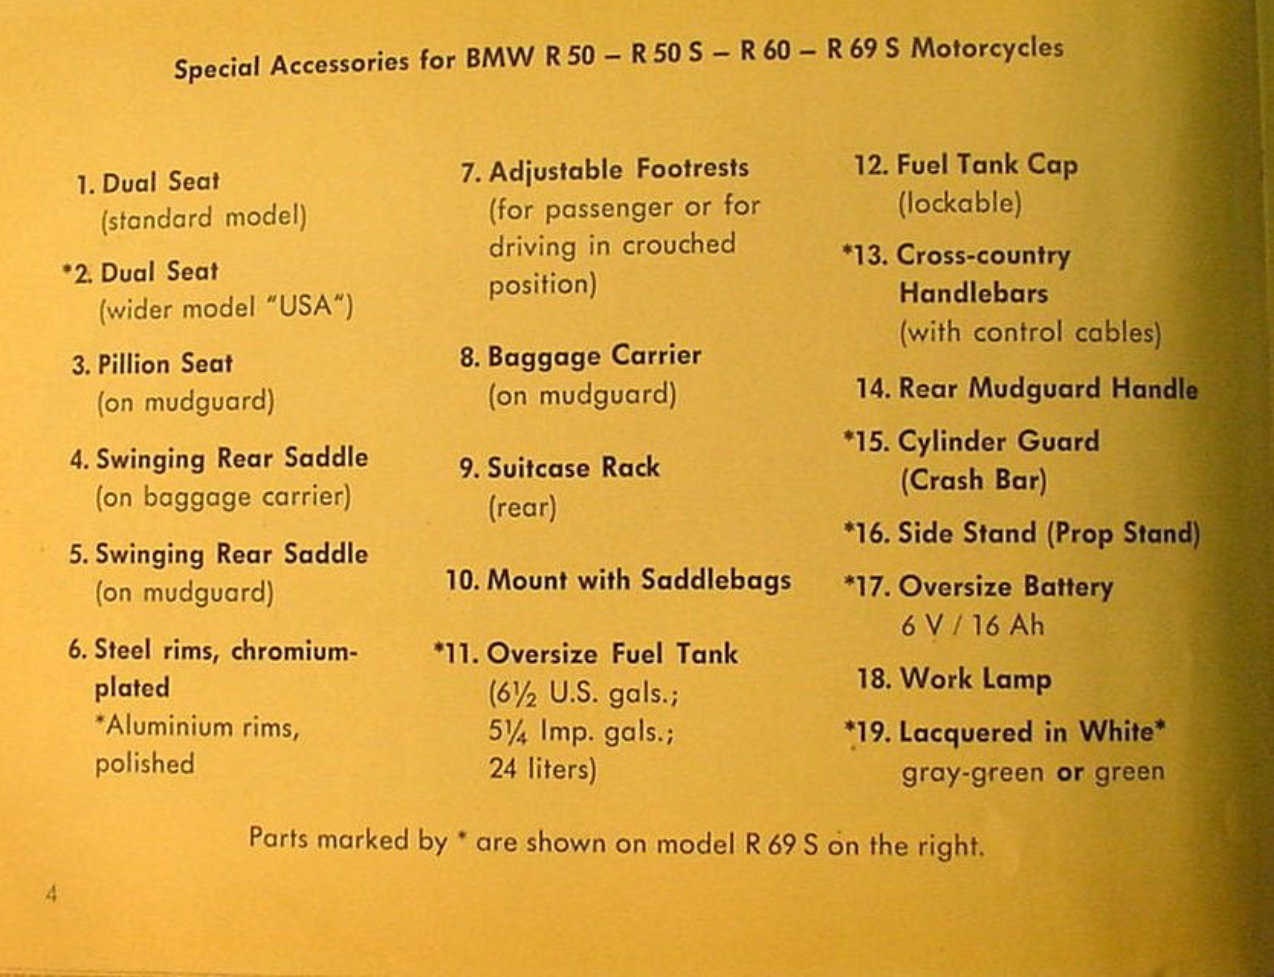 Special Accessories for BMW R 50 – R 50 S – R 60 – R 69 S Motorcycles
1. Dual Seat
(standard model)
*2. Dual Seat
(wider model “USA“)
3. Pillion Seat
(on mudguard)
4. Swinging Rear Saddle
(on baggage carrier)
5. Swinging Rear Saddle
(on mudguard)
6. Steel rims, chromium-
plated
*Aluminium rims,
polished
7. Adjustable Footrests
(for passenger or for
driving in crouched
position)
8. Baggage Carrier
(on mudguard)
9. Suitcase Rack
(rear)
10. Mount with Saddlebags
*11. Oversize Fuel Tank
(6½ U.S. gals.;
5¼ Imp. gals.;
24 liters)
12. Fuel Tank Cap
(lockable)
*13. Cross-country
Handlebars
(with control cables)
14. Rear Mudguard Handle
*15. Cylinder Guard
(Crash Bar)
*16. Side Stand (Prop Stand)
*17. Oversize Battery
6 V / 16 Ah
18. Work Lamp
*19. Lacquered in White*
gray-green or green
Parts marked by * are shown on model R 69 S on the right.
4